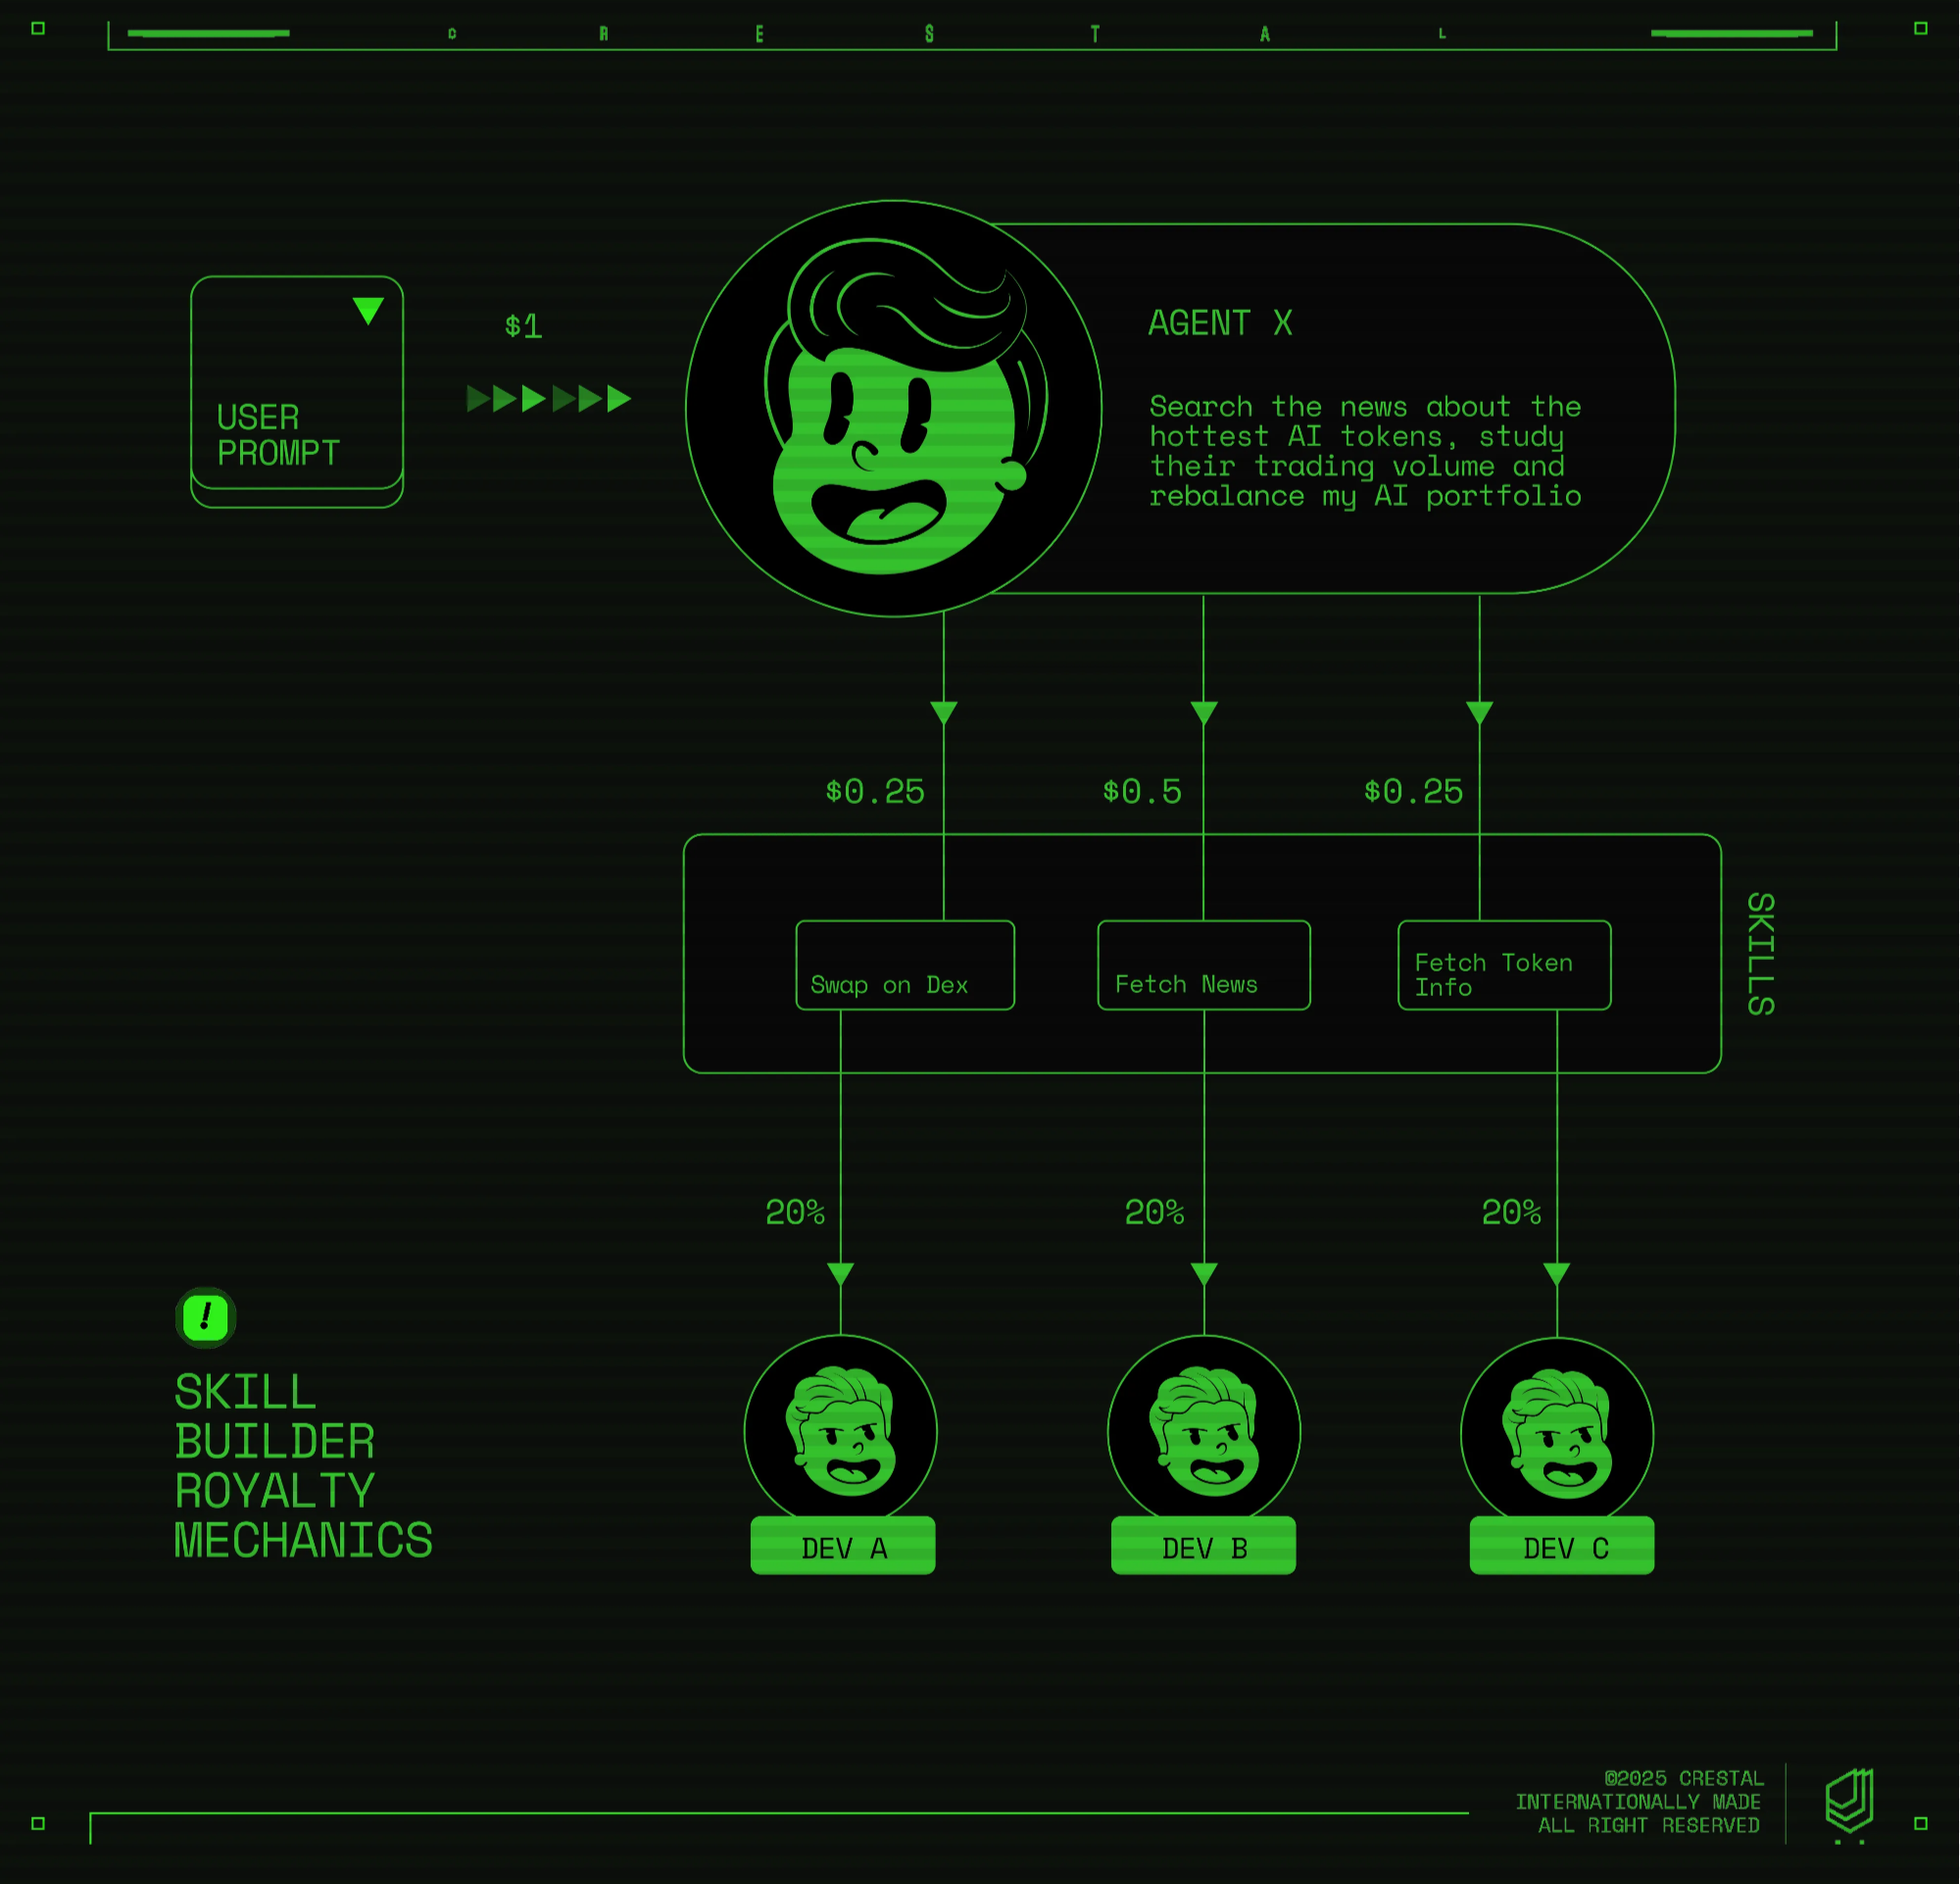 C R E S T A L
$1
USER
PROMPT
AGENT X
Search the news about the
hottest AI tokens, study
their trading volume and
rebalance my AI portfolio
$0.25 $0.5 $0.25
SKILLS
Swap on Dex
Fetch News
Fetch Token
Info
20% 20% 20%
!
SKILL
BUILDER
ROYALTY
MECHANICS
DEV A DEV B DEV C
©2025 CRESTAL
INTERNATIONALLY MADE
ALL RIGHT RESERVED